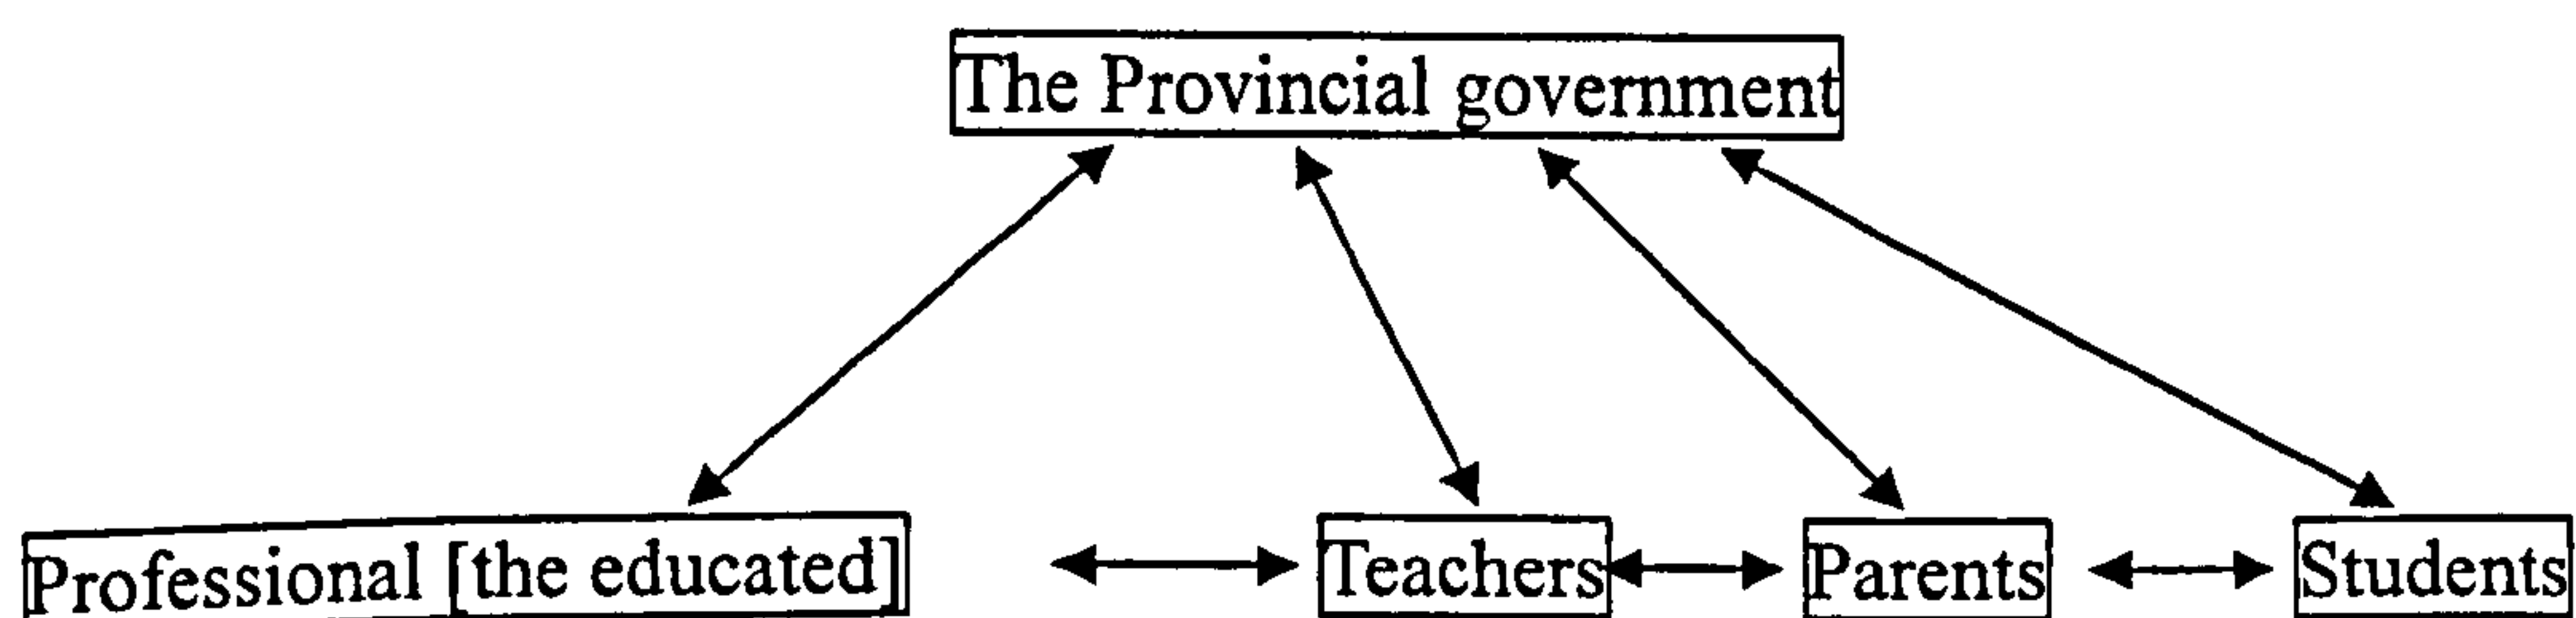 The Provincial government
Professional [the educated]
Teachers
Parents
Students